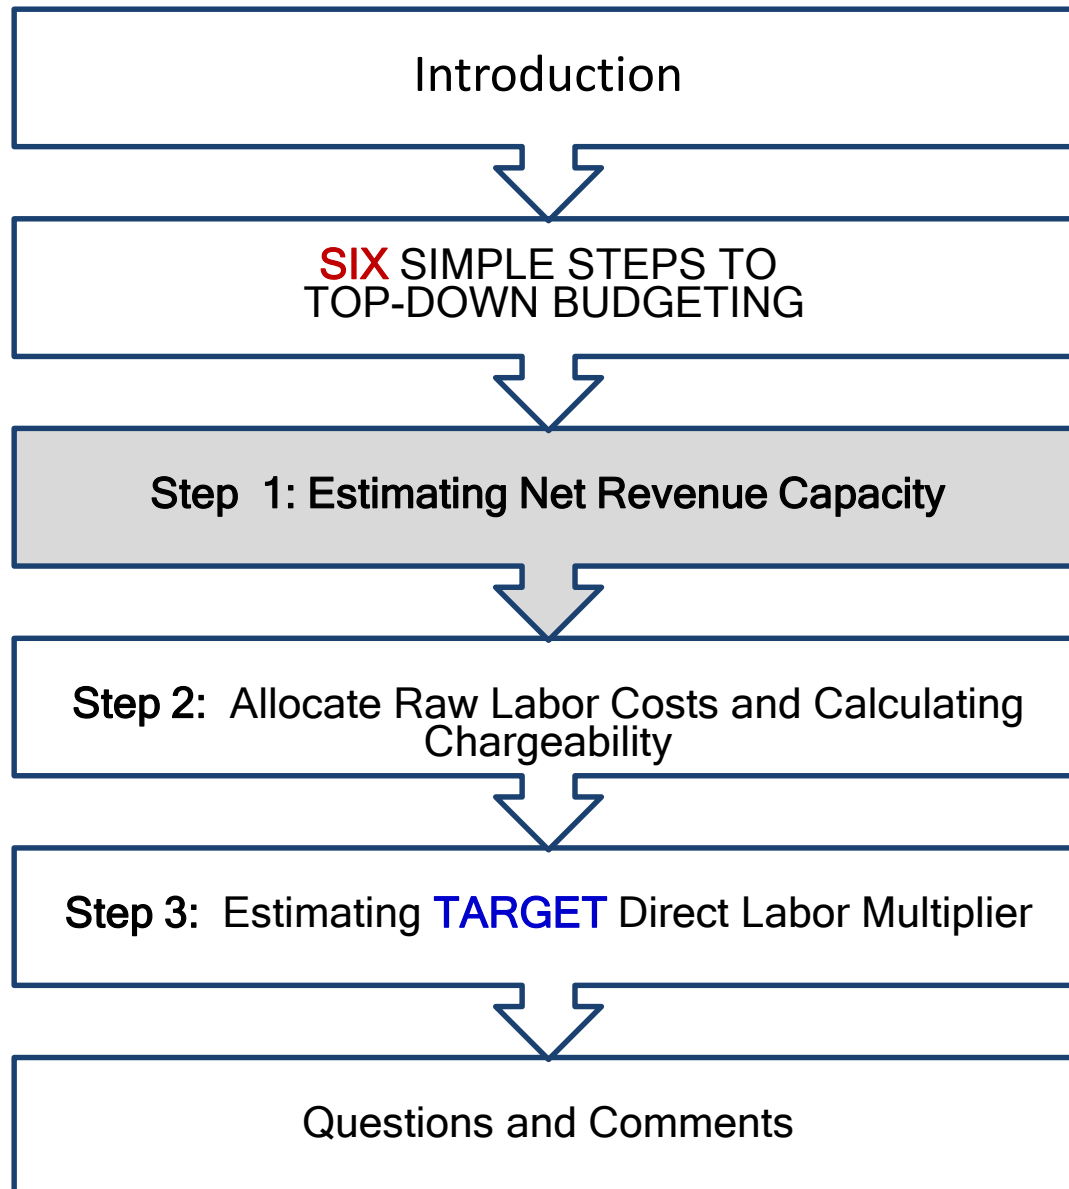 Introduction
SIX SIMPLE STEPS TO
TOP-DOWN BUDGETING
Step 1: Estimating Net Revenue Capacity
Step 2: Allocate Raw Labor Costs and Calculating
Chargeability
Step 3: Estimating TARGET Direct Labor Multiplier
Questions and Comments